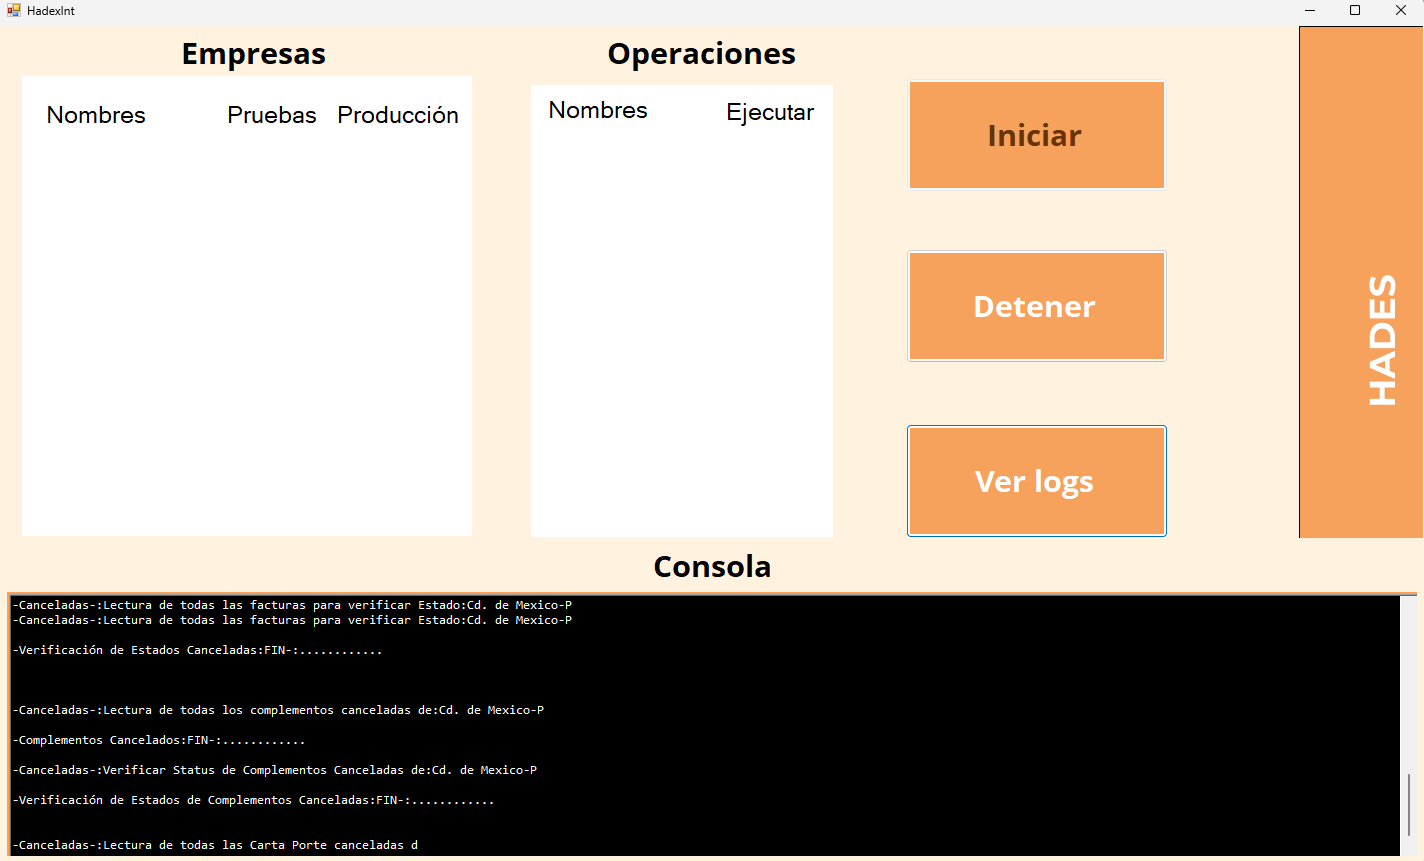 HadexInt
Empresas
Nombres Pruebas Producción
Operaciones
Nombres Ejecutar
Iniciar
Detener
Ver logs
HADES
Consola
-Canceladas-:Lectura de todas las facturas para verificar Estado:Cd. de Mexico-P
-Canceladas-:Lectura de todas las facturas para verificar Estado:Cd. de Mexico-P
-Verificación de Estados Canceladas:FIN-:............
-Canceladas-:Lectura de todas los complementos canceladas de:Cd. de Mexico-P
-Complementos Cancelados:FIN-:............
-Canceladas-:Verificar Status de Complementos Canceladas de:Cd. de Mexico-P
-Verificación de Estados de Complementos Canceladas:FIN-:............
-Canceladas-:Lectura de todas las Carta Porte canceladas d